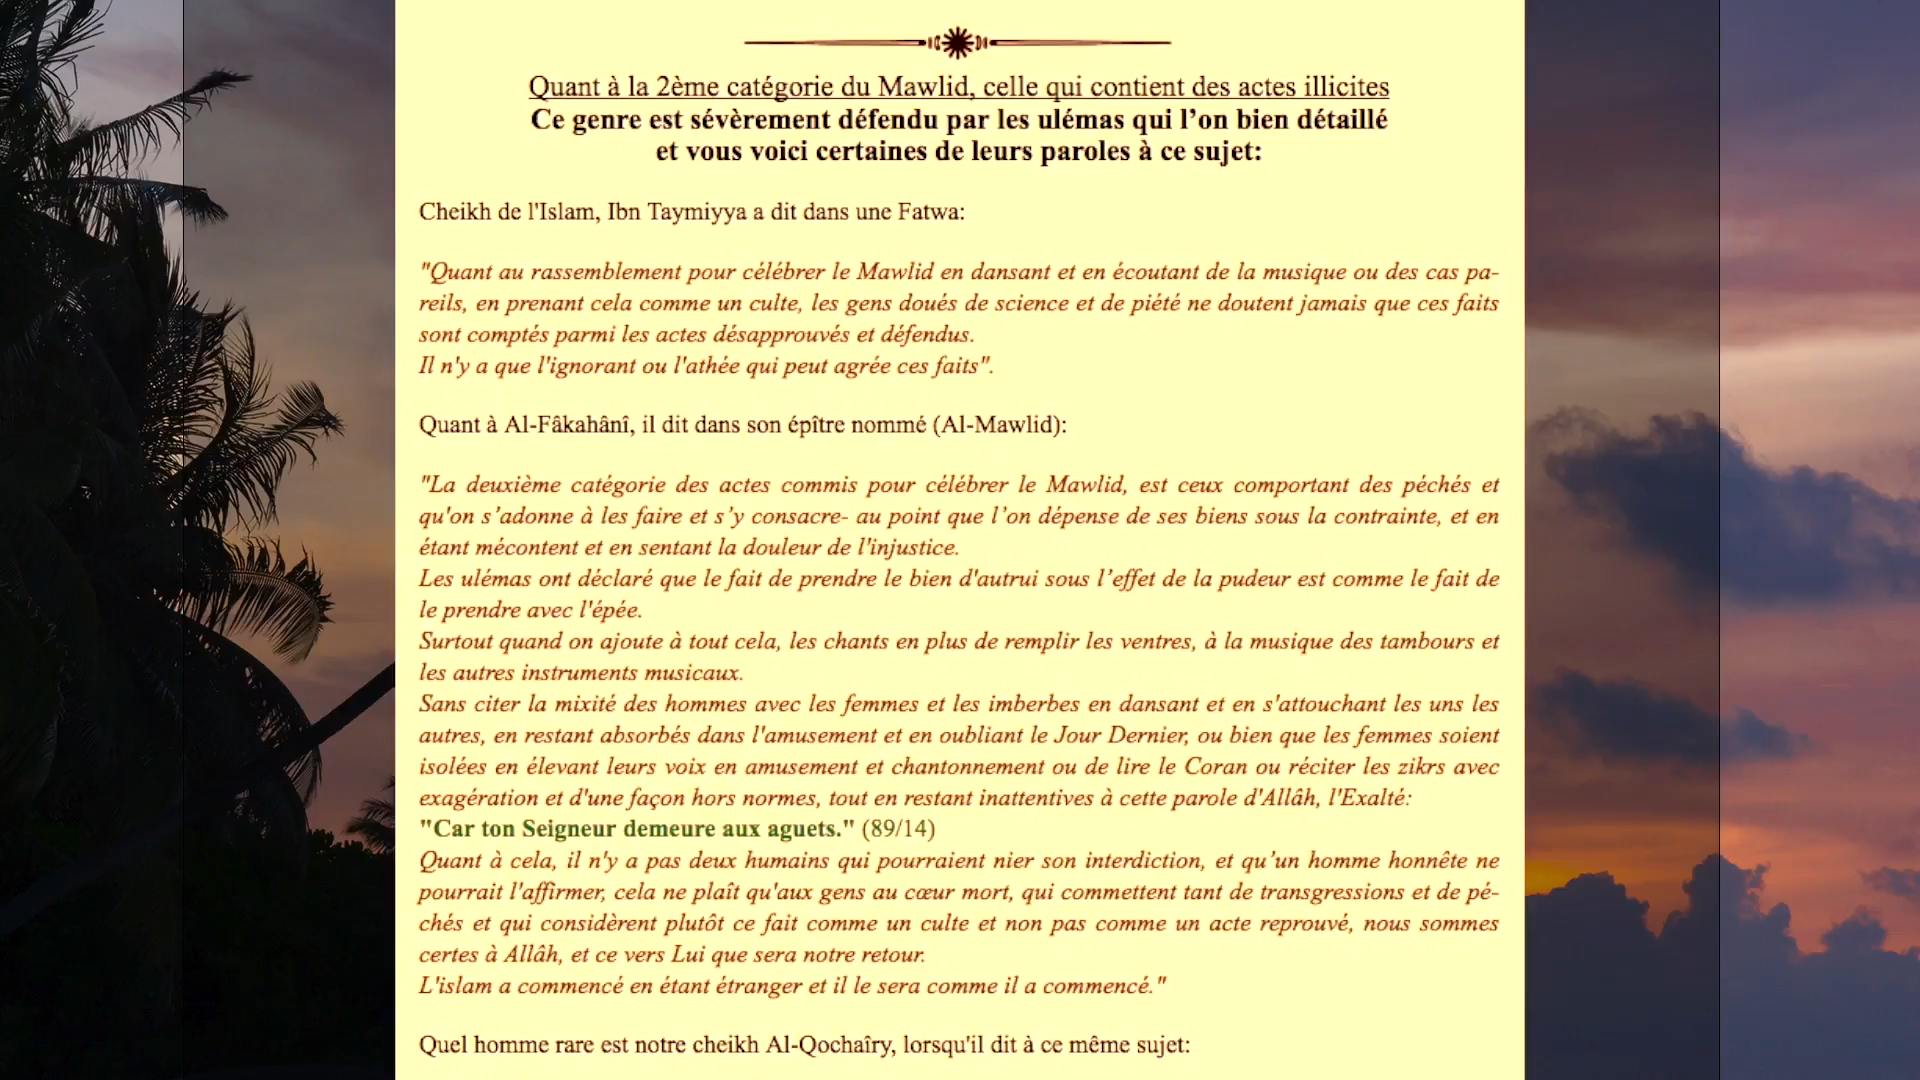 Quant à la 2ème catégorie du Mawlid, celle qui contient des actes illicites
Ce genre est sévèrement défendu par les ulémas qui l’on bien détaillé
et vous voici certaines de leurs paroles à ce sujet:
Cheikh de l'Islam, Ibn Taymiyya a dit dans une Fatwa:
"Quant au rassemblement pour célébrer le Mawlid en dansant et en écoutant de la musique ou des cas pa-
reils, en prenant cela comme un culte, les gens doués de science et de piété ne doutent jamais que ces faits
sont comptés parmi les actes désapprouvés et défendus.
Il n'y a que l'ignorant ou l'athée qui peut agrée ces faits".
Quant à Al-Fâkahânî, il dit dans son épître nommé (Al-Mawlid):
"La deuxième catégorie des actes commis pour célébrer le Mawlid, est ceux comportant des péchés et
qu'on s’adonne à les faire et s’y consacre- au point que l’on dépense de ses biens sous la contrainte, et en
étant mécontent et en sentant la douleur de l'injustice.
Les ulémas ont déclaré que le fait de prendre le bien d'autrui sous l’effet de la pudeur est comme le fait de
le prendre avec l'épée.
Surtout quand on ajoute à tout cela, les chants en plus de remplir les ventres, à la musique des tambours et
les autres instruments musicaux.
Sans citer la mixité des hommes avec les femmes et les imberbes en dansant et en s'attouchant les uns les
autres, en restant absorbés dans l'amusement et en oubliant le Jour Dernier, ou bien que les femmes soient
isolées en élevant leurs voix en amusement et chantonnement ou de lire le Coran ou réciter les zikrs avec
exagération et d'une façon hors normes, tout en restant inattentives à cette parole d'Allâh, l'Exalté:
"Car ton Seigneur demeure aux aguets." (89/14)
Quant à cela, il n'y a pas deux humains qui pourraient nier son interdiction, et qu’un homme honnête ne
pourrait l'affirmer, cela ne plaît qu'aux gens au cœur mort, qui commettent tant de transgressions et de pé-
chés et qui considèrent plutôt ce fait comme un culte et non pas comme un acte reprouvé, nous sommes
certes à Allâh, et ce vers Lui que sera notre retour.
L'islam a commencé en étant étranger et il le sera comme il a commencé."
Quel homme rare est notre cheikh Al-Qochaîry, lorsqu'il dit à ce même sujet: